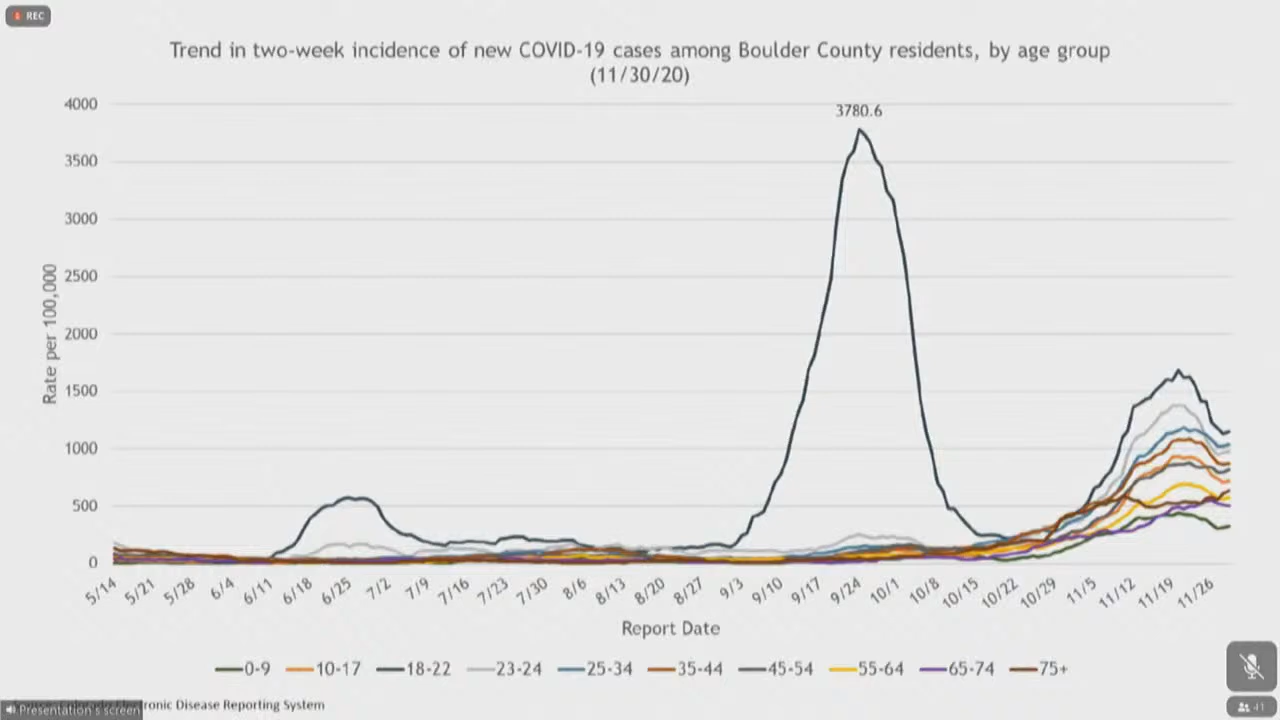 REC
Trend in two-week incidence of new COVID-19 cases among Boulder County residents, by age group
(11/30/20)
3780.6
4000
3500
3000
2500
2000
1500
1000
500
0
Rate per 100,000
5/14 5/21 5/28 6/4 6/11 6/18 6/25 7/2 7/9 7/16 7/23 7/30 8/6 8/13 8/20 8/27 9/3 9/10 9/17 9/24 10/1 10/8 10/15 10/22 10/29 11/5 11/12 11/19 11/26
Report Date
0-9 10-17 18-22 23-24 25-34 35-44 45-54 55-64 65-74 75+
Disease Reporting System
Presentation's screen
41